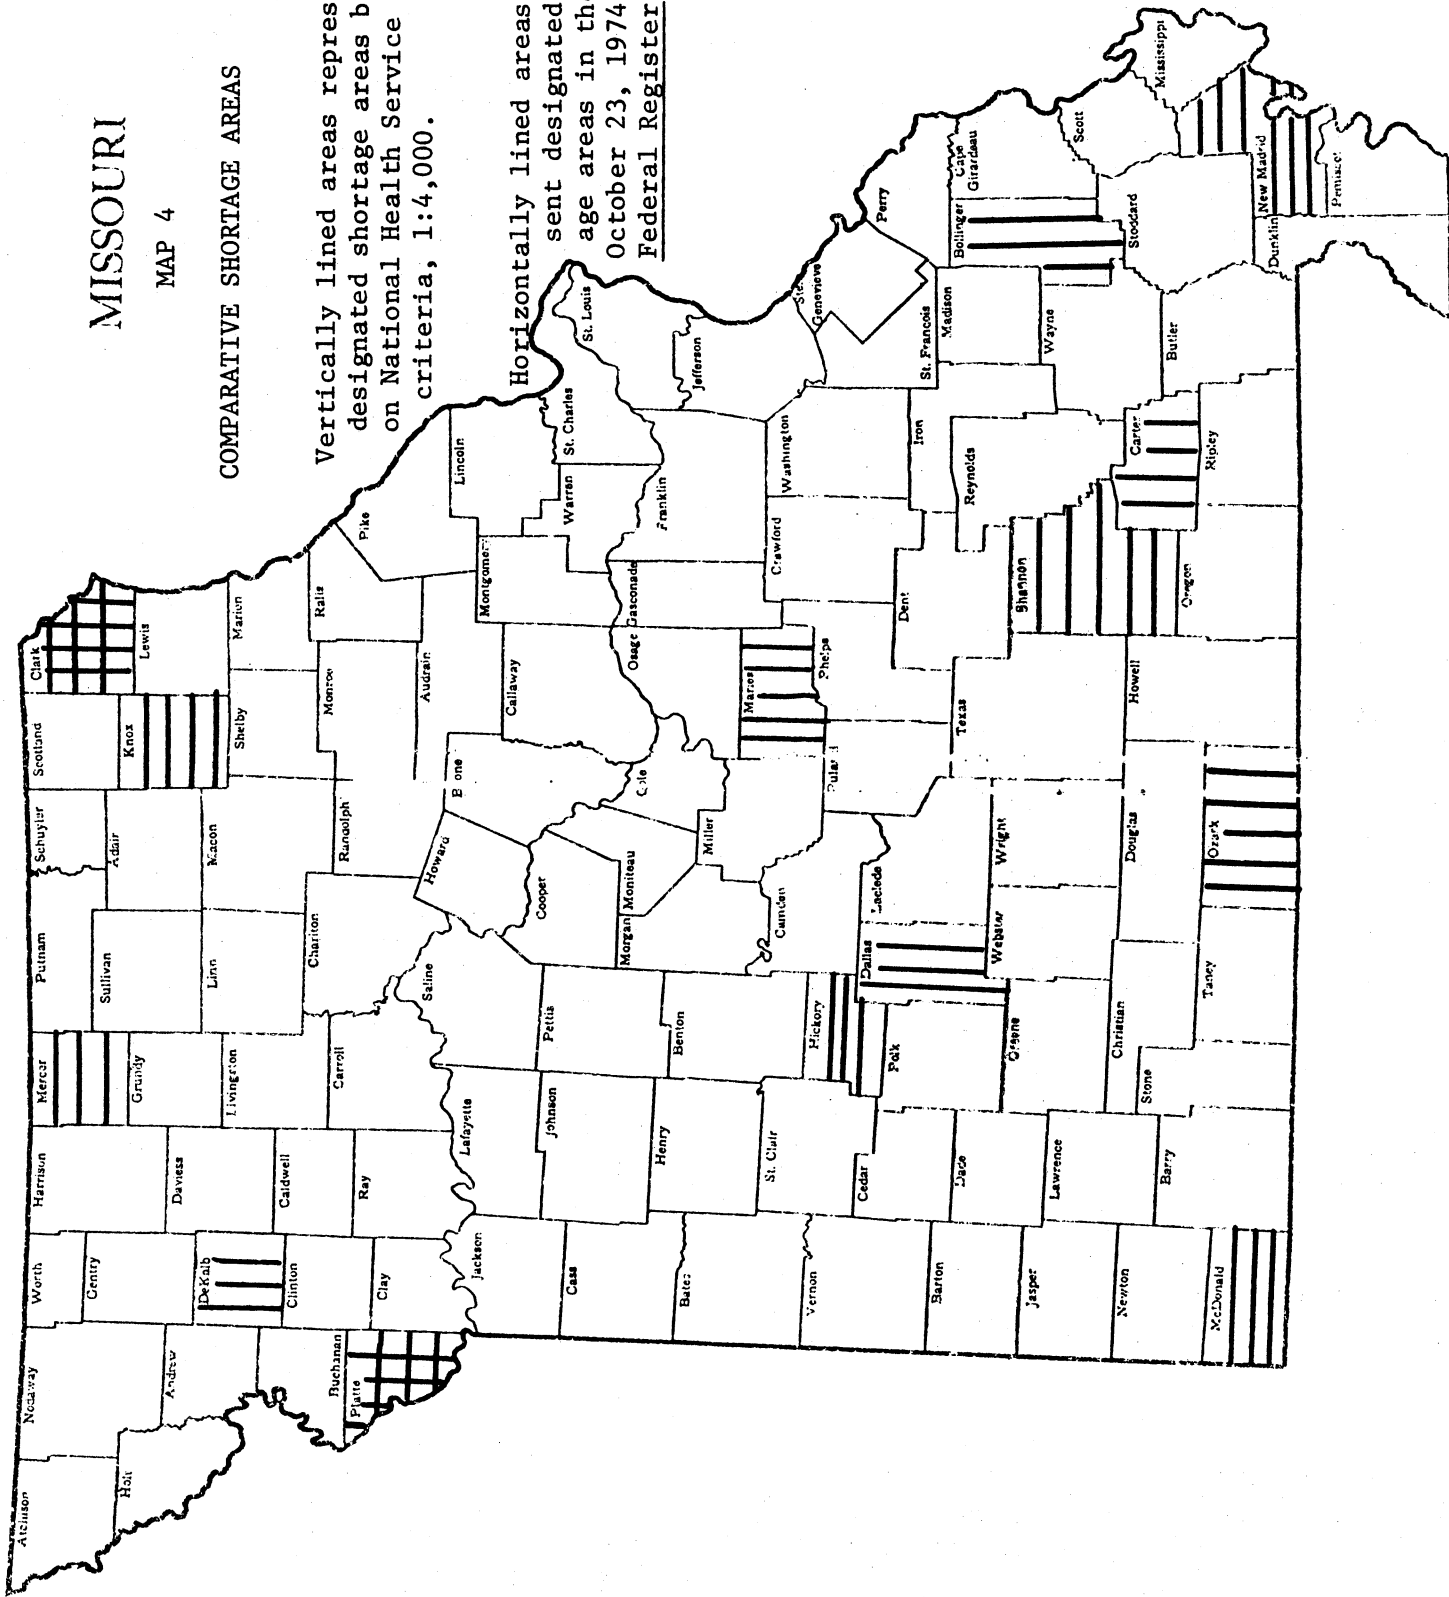 MISSOURI
MAP 4
COMPARATIVE SHORTAGE AREAS
Vertically lined areas repres
designated shortage areas b
on National Health Service
criteria, 1:4,000.
Horizontally lined areas
sent designated
age areas in th
October 23, 1974
Federal Register
Atchison
Nodaway
Worth
Harrison
Mercer
Putnam
Schuyler
Scotland
Clark
Holt
Andrew
Gentry
DeKalb
Daviess
Grundy
Sullivan
Adair
Knox
Lewis
Buchanan
Platte
Clinton
Clay
Caldwell
Ray
Livingston
Carroll
Linn
Chariton
Macon
Randolph
Shelby
Monroe
Marion
Ralls
Pike
Audrain
Jackson
Lafayette
Saline
Howard
Callaway
Montgomery
Lincoln
Warren
St. Charles
St. Louis
Cass
Johnson
Pettis
Cooper
Moniteau
Morgan
Cole
Osage
Gasconade
Franklin
Jefferson
Bates
Henry
Benton
Miller
Maries
Camden
Phelps
Crawford
Washington
Ste.
Genevieve
Vernon
St. Clair
Hickory
Cedar
Dallas
Laclede
Dent
Iron
St. Francois
Madison
Perry
Barton
Dade
Polk
Webster
Wright
Texas
Reynolds
Bollinger
Cape
Girardeau
Jasper
Lawrence
Greene
Shannon
Wayne
Scott
Newton
Barry
Stone
Christian
Douglas
Howell
Carter
Butler
Stoddard
Mississippi
McDonald
Taney
Ozark
Oregon
Ripley
Dunklin
New Madrid
Pemiscot